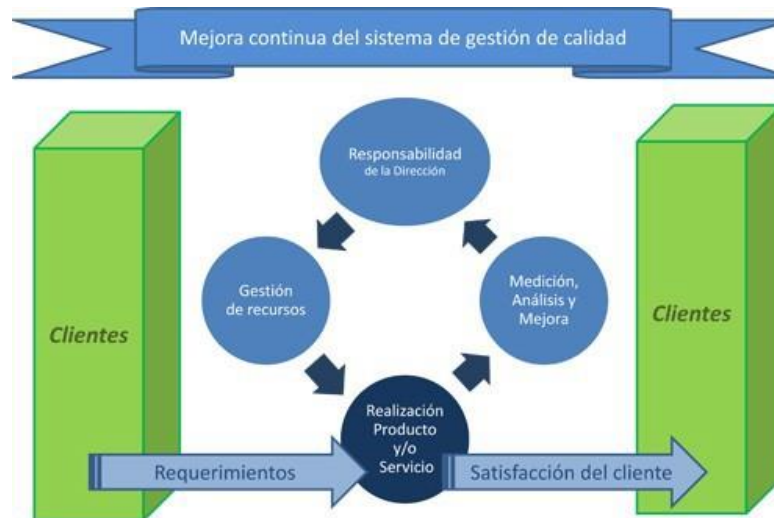 Mejora continua del sistema de gestión de calidad
Responsabilidad
de la Dirección
Gestión
de recursos
Medición,
Análisis y
Mejora
Clientes
Clientes
Realización
Producto
y/o
Servicio
Requerimientos
Satisfacción del cliente